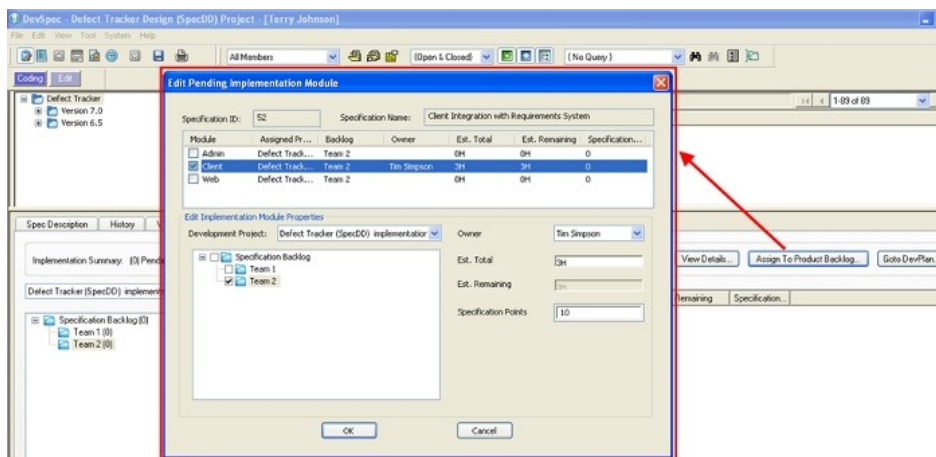 DevSpec - Defect Tracker Design (SpecDD) Project - [Terry Johnson]
File Edit View Tool System Help
All Members (Open & Closed) (No Query)
Coding Edit
Defect Tracker
Version 7.0
Version 6.5
1-89 of 89
Edit Pending Implementation Module
Specification ID: 52 Specification Name: Client Integration with Requirements System
Module Assigned Pr... Backlog Owner Est. Total Est. Remaining Specification...
Admin Defect Track... Team 2 0H 0H 0
Client Defect Track... Team 2 Tim Simpson 3H 3H 0
Web Defect Track... Team 2 0H 0H 0
Edit Implementation Module Properties
Development Project: Defect Tracker (SpecDD) implementation Owner Tim Simpson
Specification Backlog
Team 1
Team 2
Est. Total 3H
Est. Remaining 3H
Specification Points 10
OK Cancel
Spec Description History V
Implementation Summary: (0) Pend
View Details... Assign To Product Backlog... Goto DevPlan.
Defect Tracker (SpecDD) implement
Remaining Specification...
Specification Backlog (0)
Team 1 (0)
Team 2 (0)